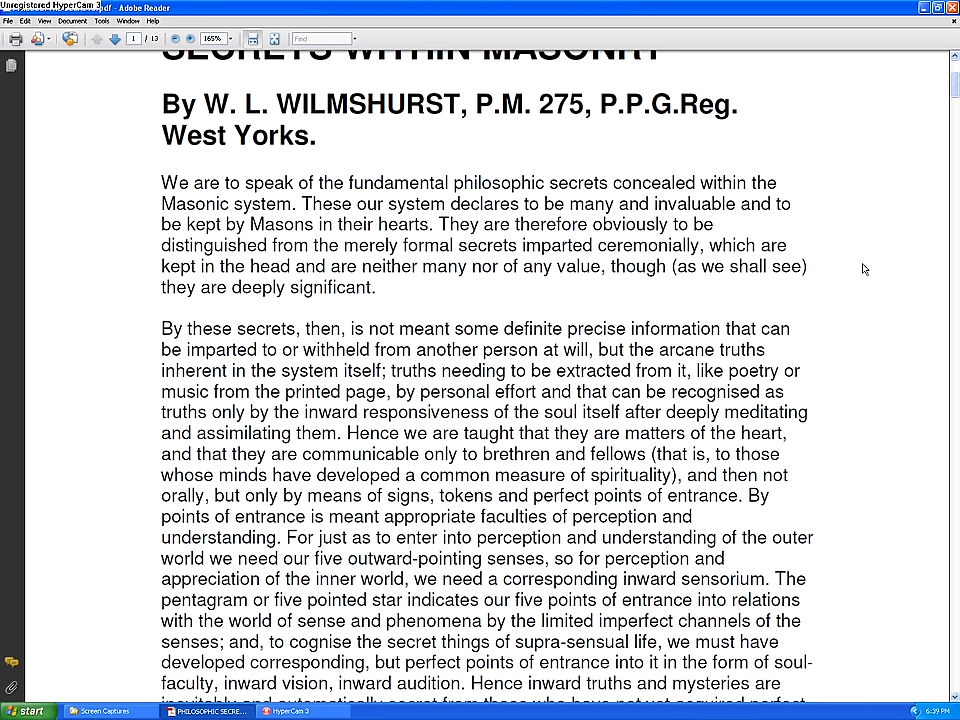 Unregistered HyperCam 3
.pdf - Adobe Reader
File Edit View Document Tools Window Help
1 / 13 165% Find
SECRETS WITHIN MASONRY
By W. L. WILMSHURST, P.M. 275, P.P.G.Reg.
West Yorks.
We are to speak of the fundamental philosophic secrets concealed within the
Masonic system. These our system declares to be many and invaluable and to
be kept by Masons in their hearts. They are therefore obviously to be
distinguished from the merely formal secrets imparted ceremonially, which are
kept in the head and are neither many nor of any value, though (as we shall see)
they are deeply significant.
By these secrets, then, is not meant some definite precise information that can
be imparted to or withheld from another person at will, but the arcane truths
inherent in the system itself; truths needing to be extracted from it, like poetry or
music from the printed page, by personal effort and that can be recognised as
truths only by the inward responsiveness of the soul itself after deeply meditating
and assimilating them. Hence we are taught that they are matters of the heart,
and that they are communicable only to brethren and fellows (that is, to those
whose minds have developed a common measure of spirituality), and then not
orally, but only by means of signs, tokens and perfect points of entrance. By
points of entrance is meant appropriate faculties of perception and
understanding. For just as to enter into perception and understanding of the outer
world we need our five outward-pointing senses, so for perception and
appreciation of the inner world, we need a corresponding inward sensorium. The
pentagram or five pointed star indicates our five points of entrance into relations
with the world of sense and phenomena by the limited imperfect channels of the
senses; and, to cognise the secret things of supra-sensual life, we must have
developed corresponding, but perfect points of entrance into it in the form of soul-
faculty, inward vision, inward audition. Hence inward truths and mysteries are
inevitably and automatically secret from those who have not yet acquired perfect
start Screen Captures PHILOSOPHIC SECRE... HyperCam 3 6:39 PM